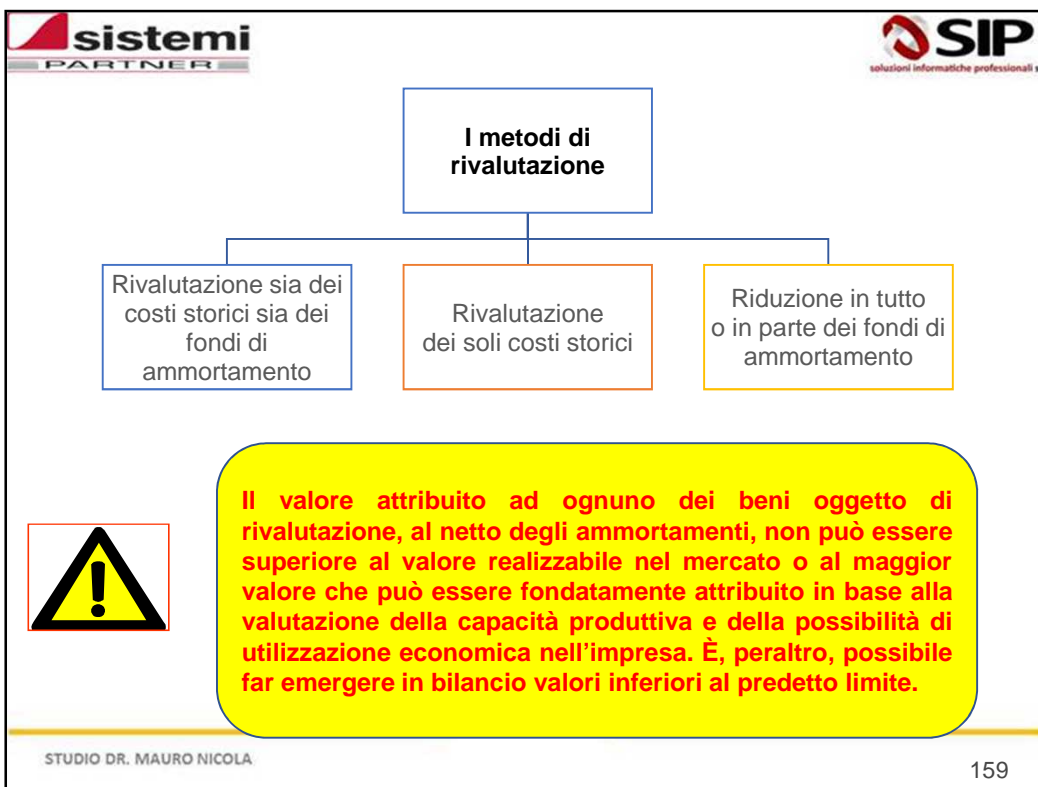 sistemi
PARTNER
SIP
soluzioni informatiche professionali s
I metodi di
rivalutazione
Rivalutazione sia dei
costi storici sia dei
fondi di
ammortamento
Rivalutazione
dei soli costi storici
Riduzione in tutto
o in parte dei fondi di
ammortamento
Il valore attribuito ad ognuno dei beni oggetto di
rivalutazione, al netto degli ammortamenti, non può essere
superiore al valore realizzabile nel mercato o al maggior
valore che può essere fondatamente attribuito in base alla
valutazione della capacità produttiva e della possibilità di
utilizzazione economica nell'impresa. È, peraltro, possibile
far emergere in bilancio valori inferiori al predetto limite.
STUDIO DR. MAURO NICOLA
159